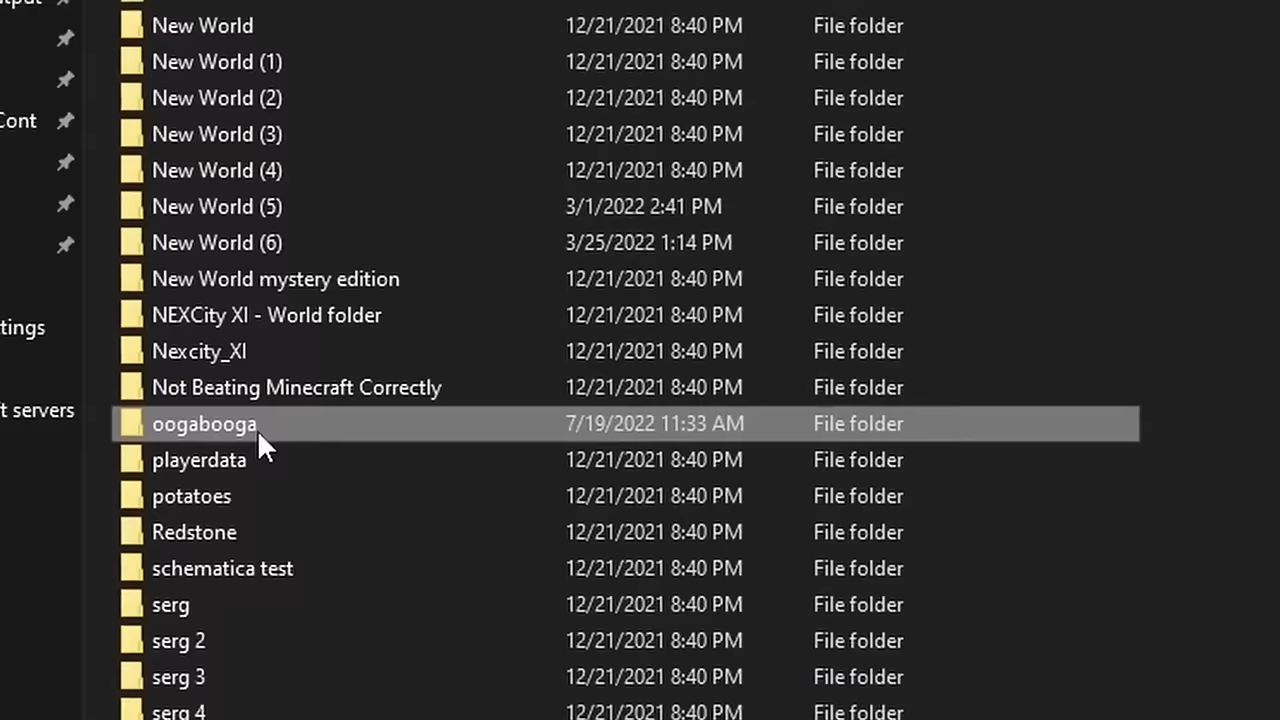 New World 12/21/2021 8:40 PM File folder
New World (1) 12/21/2021 8:40 PM File folder
New World (2) 12/21/2021 8:40 PM File folder
New World (3) 12/21/2021 8:40 PM File folder
Cont
New World (4) 12/21/2021 8:40 PM File folder
New World (5) 3/1/2022 2:41 PM File folder
New World (6) 3/25/2022 1:14 PM File folder
New World mystery edition 12/21/2021 8:40 PM File folder
NEXCity XI - World folder 12/21/2021 8:40 PM File folder
tings
Nexcity_XI 12/21/2021 8:40 PM File folder
Not Beating Minecraft Correctly 12/21/2021 8:40 PM File folder
t servers
oogabooga 7/19/2022 11:33 AM File folder
playerdata 12/21/2021 8:40 PM File folder
potatoes 12/21/2021 8:40 PM File folder
Redstone 12/21/2021 8:40 PM File folder
schematica test 12/21/2021 8:40 PM File folder
serg 12/21/2021 8:40 PM File folder
serg 2 12/21/2021 8:40 PM File folder
serg 3 12/21/2021 8:40 PM File folder
serg 4 12/21/2021 8:40 PM File folder